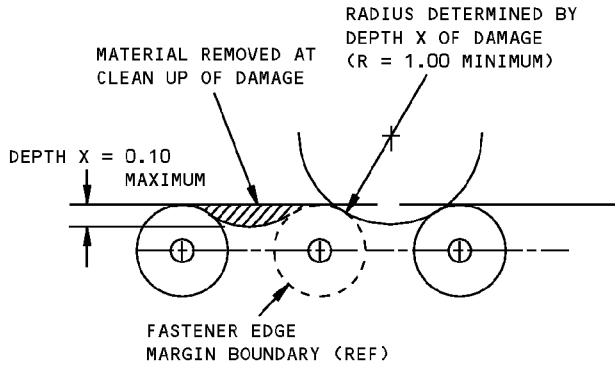 RADIUS DETERMINED BY
DEPTH X OF DAMAGE
(R = 1.00 MINIMUM)
MATERIAL REMOVED AT
CLEAN UP OF DAMAGE
DEPTH X = 0.10
MAXIMUM
FASTENER EDGE
MARGIN BOUNDARY (REF)